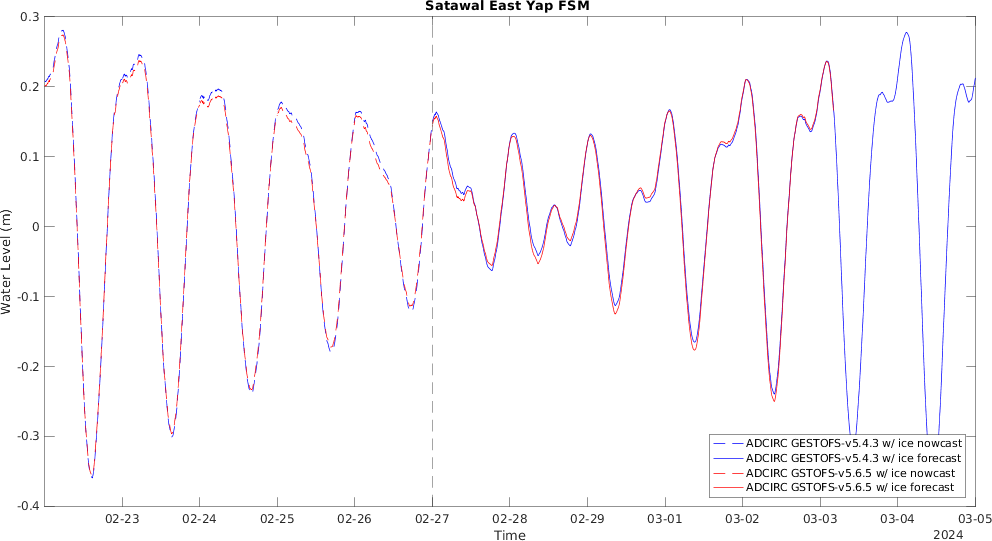 Satawal East Yap FSM
0.3
0.2
0.1
0
-0.1
-0.2
-0.3
-0.4
Water Level (m)
ADCIRC GESTOFS-v5.4.3 w/ ice nowcast
ADCIRC GESTOFS-v5.4.3 w/ ice forecast
ADCIRC GSTOFS-v5.6.5 w/ ice nowcast
ADCIRC GSTOFS-v5.6.5 w/ ice forecast
02-23 02-24 02-25 02-26 02-27 02-28 02-29 03-01 03-02 03-03 03-04 03-05
Time
2024